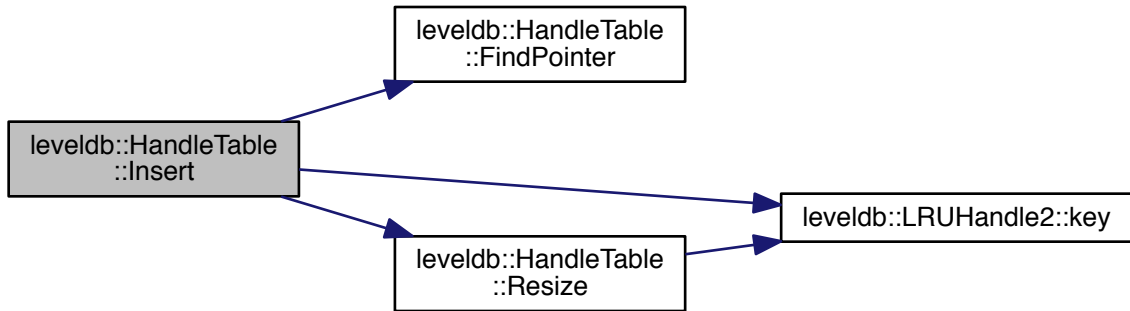 leveldb::HandleTable
::FindPointer
leveldb::HandleTable
::Insert
leveldb::LRUHandle2::key
leveldb::HandleTable
::Resize